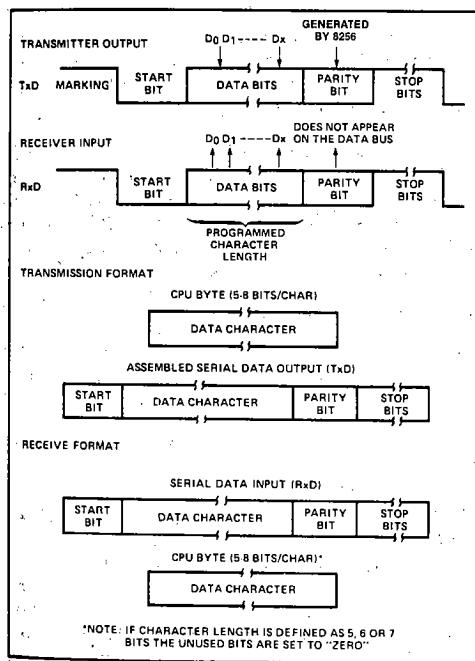 TRANSMITTER OUTPUT
GENERATED
BY 8256
D0 D1 ---- Dx
TxD MARKING
START
BIT
DATA BITS
PARITY
BIT
STOP
BITS
RECEIVER INPUT
D0 D1 ---- Dx
DOES NOT APPEAR
ON THE DATA BUS
RxD
START
BIT
DATA BITS
PARITY
BIT
STOP
BITS
PROGRAMMED
CHARACTER
LENGTH
TRANSMISSION FORMAT
CPU BYTE (5-8 BITS/CHAR)
DATA CHARACTER
ASSEMBLED SERIAL DATA OUTPUT (TxD)
START
BIT
DATA CHARACTER
PARITY
BIT
STOP
BITS
RECEIVE FORMAT
SERIAL DATA INPUT (RxD)
START
BIT
DATA CHARACTER
PARITY
BIT
STOP
BITS
CPU BYTE (5-8 BITS/CHAR)*
DATA CHARACTER
*NOTE: IF CHARACTER LENGTH IS DEFINED AS 5, 6 OR 7
BITS THE UNUSED BITS ARE SET TO "ZERO"